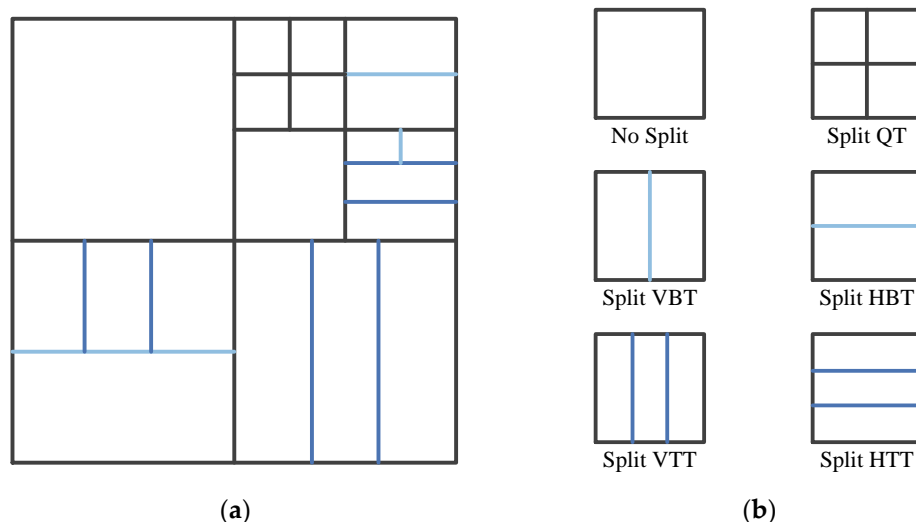 No Split
Split QT
Split VBT
Split HBT
Split VTT
Split HTT
(a)
(b)